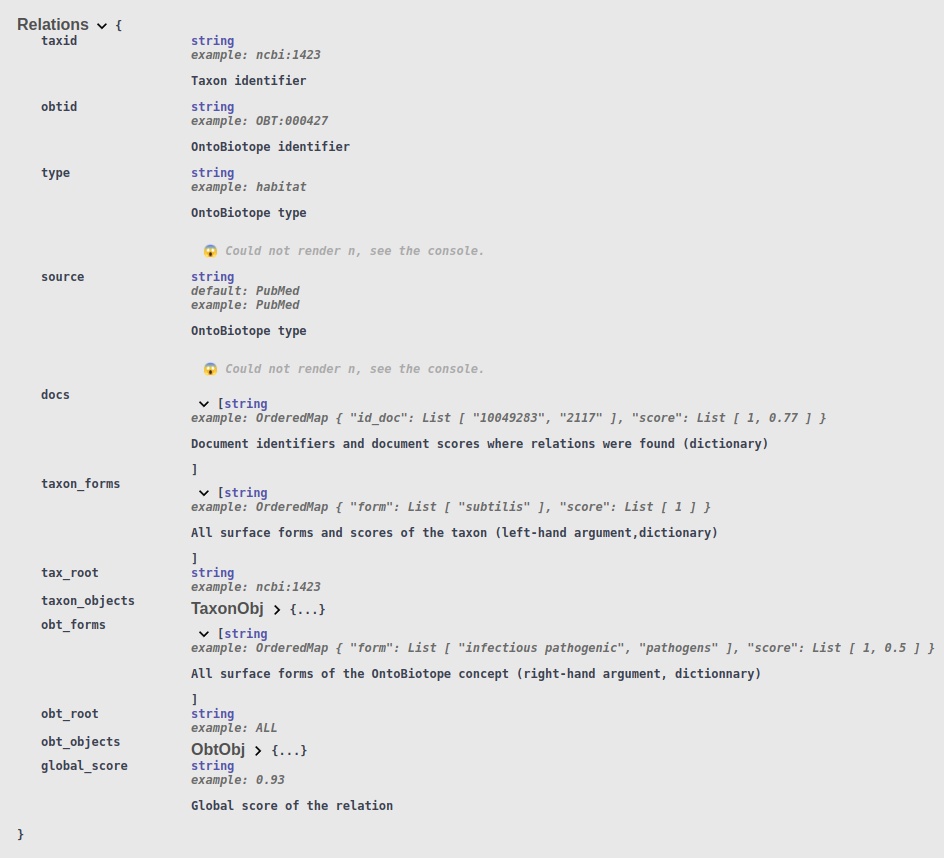 Relations {
taxid string
example: ncbi:1423
Taxon identifier
obtid string
example: OBT:000427
OntoBiotope identifier
type string
example: habitat
OntoBiotope type
😱 Could not render n, see the console.
source string
default: PubMed
example: PubMed
OntoBiotope type
😱 Could not render n, see the console.
docs [string
example: OrderedMap { "id_doc": List [ "10049283", "2117" ], "score": List [ 1, 0.77 ] }
Document identifiers and document scores where relations were found (dictionary)
]
taxon_forms [string
example: OrderedMap { "form": List [ "subtilis" ], "score": List [ 1 ] }
All surface forms and scores of the taxon (left-hand argument,dictionary)
]
tax_root string
example: ncbi:1423
taxon_objects TaxonObj {...}
obt_forms [string
example: OrderedMap { "form": List [ "infectious pathogenic", "pathogens" ], "score": List [ 1, 0.5 ] }
All surface forms of the OntoBiotope concept (right-hand argument, dictionnary)
]
obt_root string
example: ALL
obt_objects ObtObj {...}
global_score string
example: 0.93
Global score of the relation
}